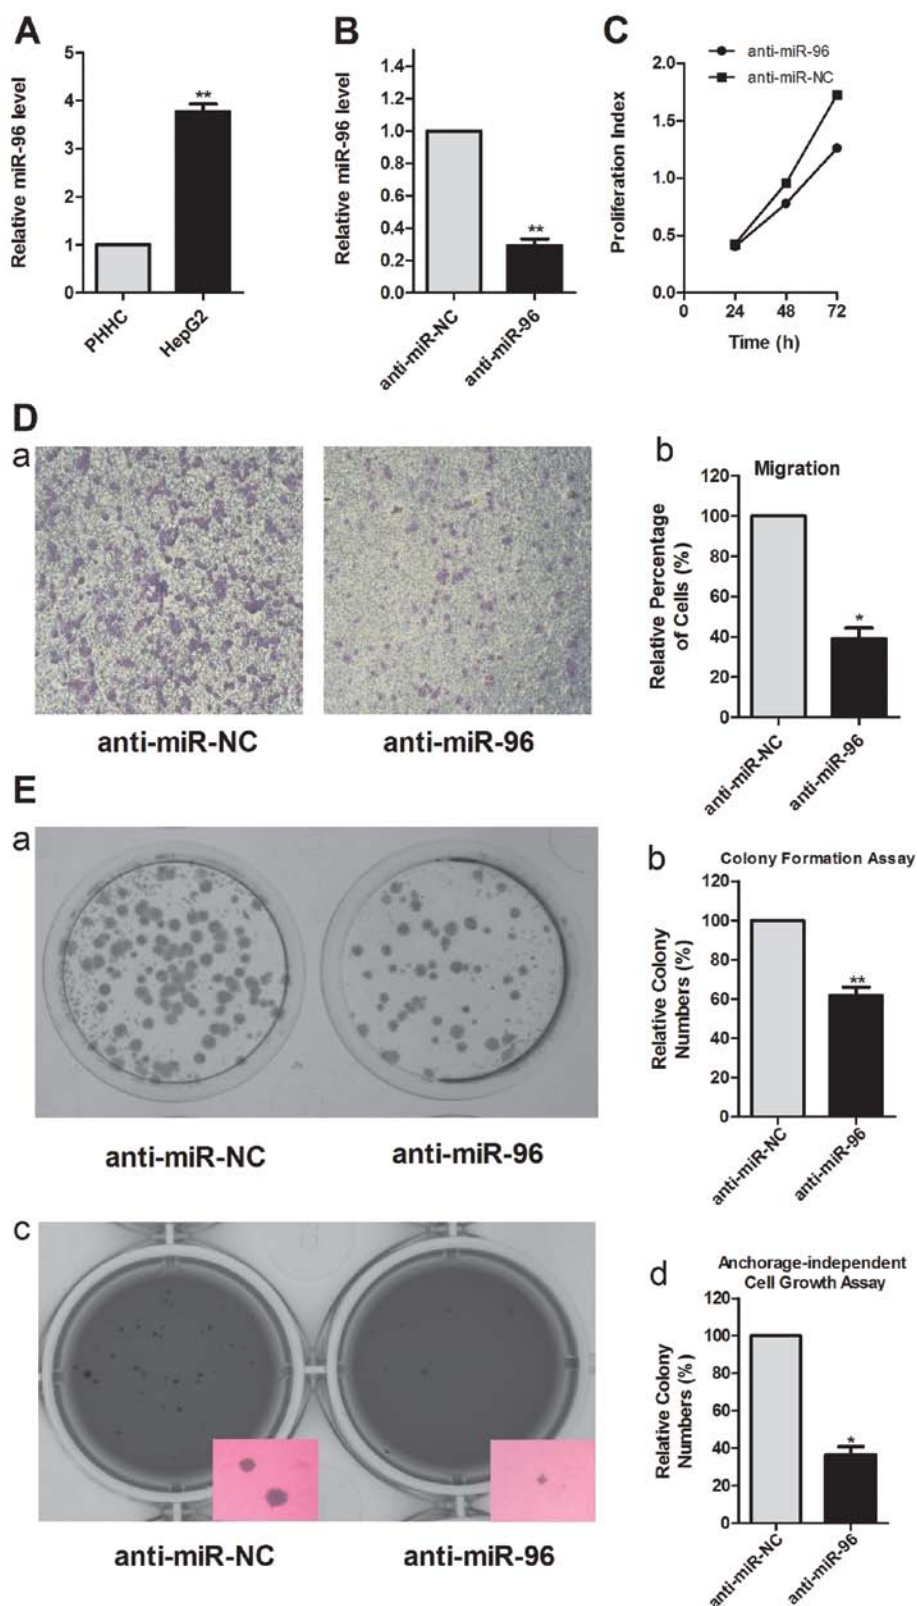 A
Relative miR-96 level
5
4
3
2
1
0
**
PHHC
HepG2
B
Relative miR-96 level
1.4
1.2
1.0
0.8
0.6
0.4
0.2
0.0
**
anti-miR-NC
anti-miR-96
C
anti-miR-96
anti-miR-NC
Proliferation Index
2.0
1.5
1.0
0.5
0.0
0 24 48 72
Time (h)
D
a
anti-miR-NC
anti-miR-96
b
Migration
Relative Percentage
of Cells (%)
120
100
80
60
40
20
0
*
anti-miR-NC
anti-miR-96
E
a
anti-miR-NC
anti-miR-96
b
Colony Formation Assay
Relative Colony
Numbers (%)
120
100
80
60
40
20
0
**
anti-miR-NC
anti-miR-96
c
anti-miR-NC
anti-miR-96
d
Anchorage-independent
Cell Growth Assay
Relative Colony
Numbers (%)
120
100
80
60
40
20
0
*
anti-miR-NC
anti-miR-96